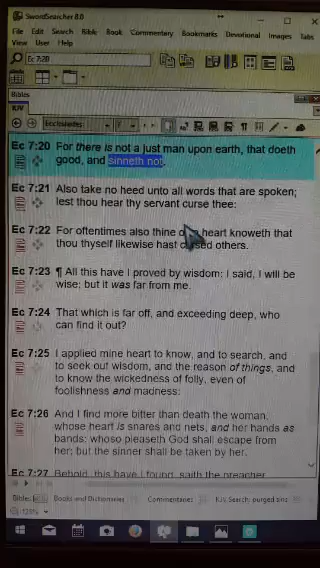 SwordSearcher 8.0
File Edit Search Bible Book Commentary Bookmarks Devotional Images Tabs
View User Help
Ec 7:20
Bibles
KJV
Ecclesiastes 7
Ec 7:20 For there is not a just man upon earth, that doeth
good, and sinneth not.
Ec 7:21 Also take no heed unto all words that are spoken;
lest thou hear thy servant curse thee:
Ec 7:22 For oftentimes also thine own heart knoweth that
thou thyself likewise hast cursed others.
Ec 7:23 ¶ All this have I proved by wisdom: I said, I will be
wise; but it was far from me.
Ec 7:24 That which is far off, and exceeding deep, who
can find it out?
Ec 7:25 I applied mine heart to know, and to search, and
to seek out wisdom, and the reason of things, and
to know the wickedness of folly, even of
foolishness and madness:
Ec 7:26 And I find more bitter than death the woman,
whose heart is snares and nets, and her hands as
bands: whoso pleaseth God shall escape from
her; but the sinner shall be taken by her.
Ec 7:27 Behold, this have I found, saith the preacher,
Bibles: Books and Dictionaries Commentaries KJV Search: purged sins